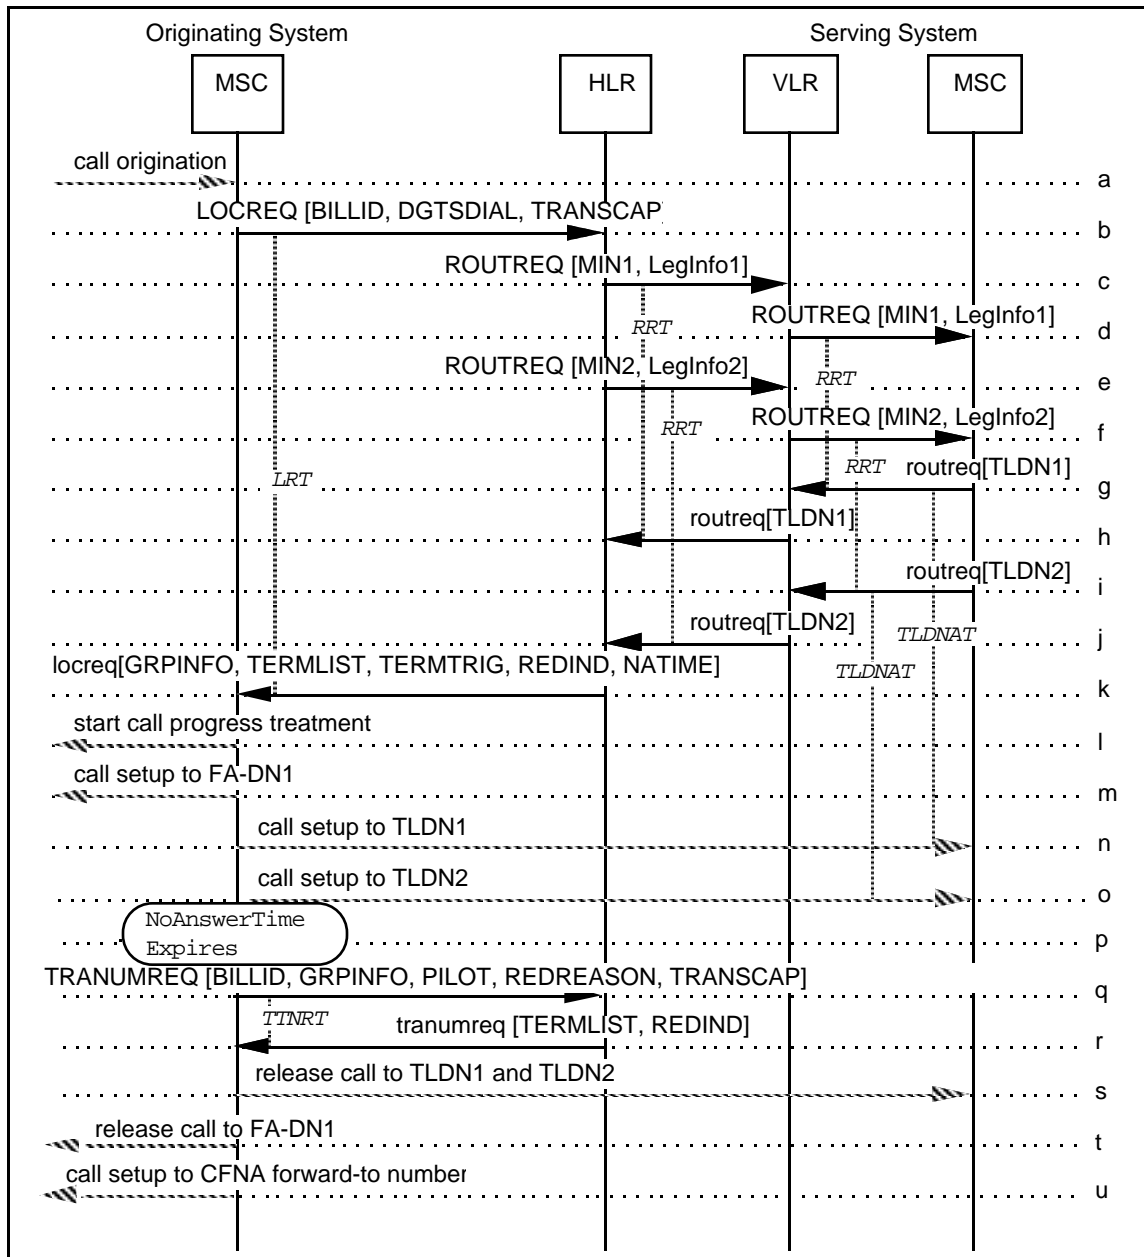 Originating System
Serving System
MSC
HLR
VLR
MSC
call origination
a
LOCREQ [BILLID, DGTSDIAL, TRANSCAP]
b
ROUTREQ [MIN1, LegInfo1]
c
RRT
ROUTREQ [MIN1, LegInfo1]
d
ROUTREQ [MIN2, LegInfo2]
RRT
e
RRT
ROUTREQ [MIN2, LegInfo2]
f
LRT
RRT
routreq[TLDN1]
g
routreq[TLDN1]
h
routreq[TLDN2]
i
routreq[TLDN2]
TLDNAT
j
locreq[GRPINFO, TERMLIST, TERMTRIG, REDIND, NATIME]
TLDNAT
k
start call progress treatment
l
call setup to FA-DN1
m
call setup to TLDN1
n
call setup to TLDN2
o
NoAnswerTime
Expires
p
TRANUMREQ [BILLID, GRPINFO, PILOT, REDREASON, TRANSCAP]
q
TTNRT
tranumreq [TERMLIST, REDIND]
r
release call to TLDN1 and TLDN2
s
release call to FA-DN1
t
call setup to CFNA forward-to number
u